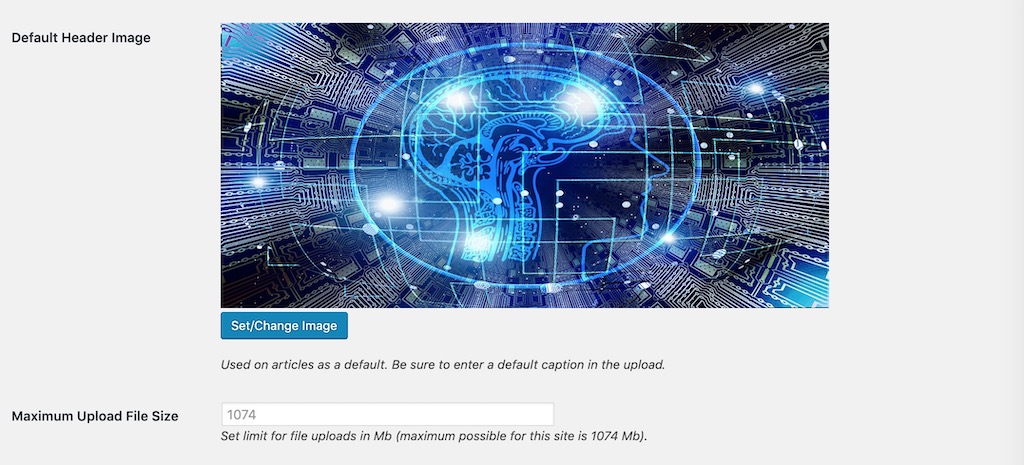 Default Header Image
Set/Change Image
Used on articles as a default. Be sure to enter a default caption in the upload.
Maximum Upload File Size
1074
Set limit for file uploads in Mb (maximum possible for this site is 1074 Mb).